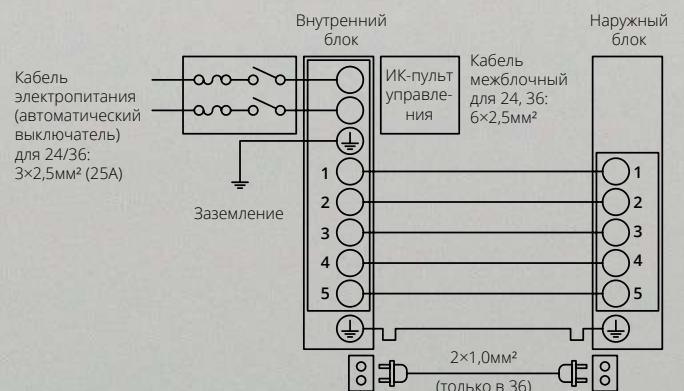 Внутренний
блок
Наружный
блок
Кабель
электропитания
(автоматический
выключатель)
для 24/36:
3×2,5мм² (25А)
ИК-пульт
управле-
ния
Кабель
межблочный
для 24, 36:
6×2,5мм²
Заземление
1
2
3
4
5
1
2
3
4
5
2×1,0мм²
(только в 36)